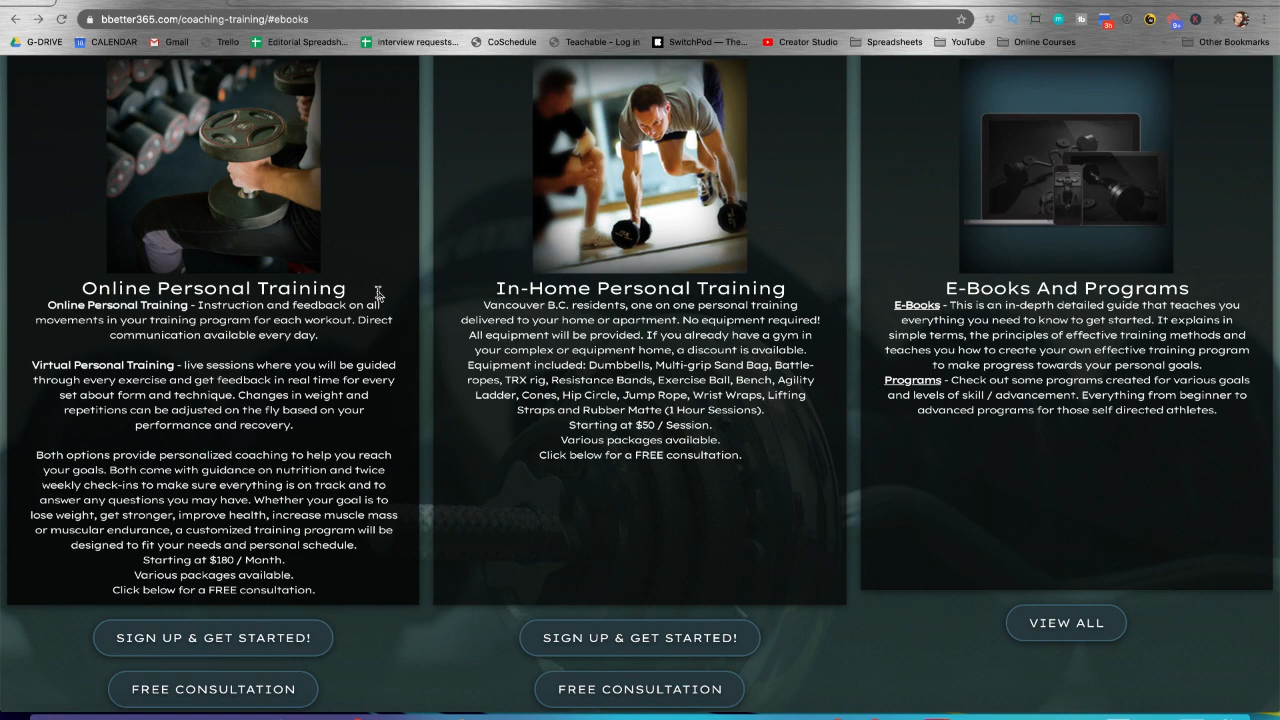 bbetter365.com/coaching-training/#ebooks
G-DRIVE
CALENDAR
Gmail
Trello
Editorial Spreadsh...
interview requests...
CoSchedule
Teachable - Log in
SwitchPod — The...
Creator Studio
Spreadsheets
YouTube
Online Courses
Other Bookmarks
Online Personal Training
Online Personal Training - Instruction and feedback on all
movements in your training program for each workout. Direct
communication available every day.
Virtual Personal Training - live sessions where you will be guided
through every exercise and get feedback in real time for every
set about form and technique. Changes in weight and
repetitions can be adjusted on the fly based on your
performance and recovery.
Both options provide personalized coaching to help you reach
your goals. Both come with guidance on nutrition and twice
weekly check-ins to make sure everything is on track and to
answer any questions you may have. Whether your goal is to
lose weight, get stronger, improve health, increase muscle mass
or muscular endurance, a customized training program will be
designed to fit your needs and personal schedule.
Starting at $180 / Month.
Various packages available.
Click below for a FREE consultation.
SIGN UP & GET STARTED!
FREE CONSULTATION
In-Home Personal Training
Vancouver B.C. residents, one on one personal training
delivered to your home or apartment. No equipment required!
All equipment will be provided. If you already have a gym in
your complex or equipment home, a discount is available.
Equipment included: Dumbbells, Multi-grip Sand Bag, Battle-
ropes, TRX rig, Resistance Bands, Exercise Ball, Bench, Agility
Ladder, Cones, Hip Circle, Jump Rope, Wrist Wraps, Lifting
Straps and Rubber Matte (1 Hour Sessions).
Starting at $50 / Session.
Various packages available.
Click below for a FREE consultation.
SIGN UP & GET STARTED!
FREE CONSULTATION
E-Books And Programs
E-Books - This is an in-depth detailed guide that teaches you
everything you need to know to get started. It explains in
simple terms, the principles of effective training methods and
teaches you how to create your own effective training program
to make progress towards your personal goals.
Programs - Check out some programs created for various goals
and levels of skill / advancement. Everything from beginner to
advanced programs for those self directed athletes.
VIEW ALL